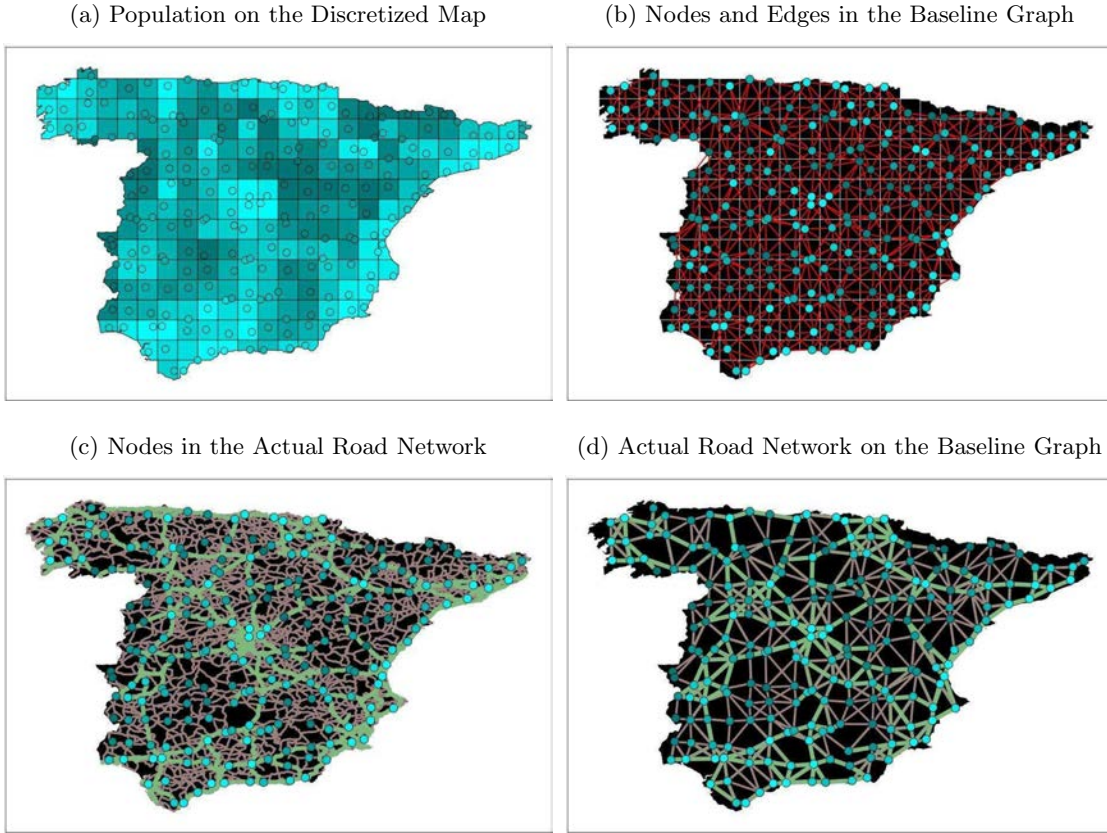 (a) Population on the Discretized Map
(b) Nodes and Edges in the Baseline Graph
(c) Nodes in the Actual Road Network
(d) Actual Road Network on the Baseline Graph